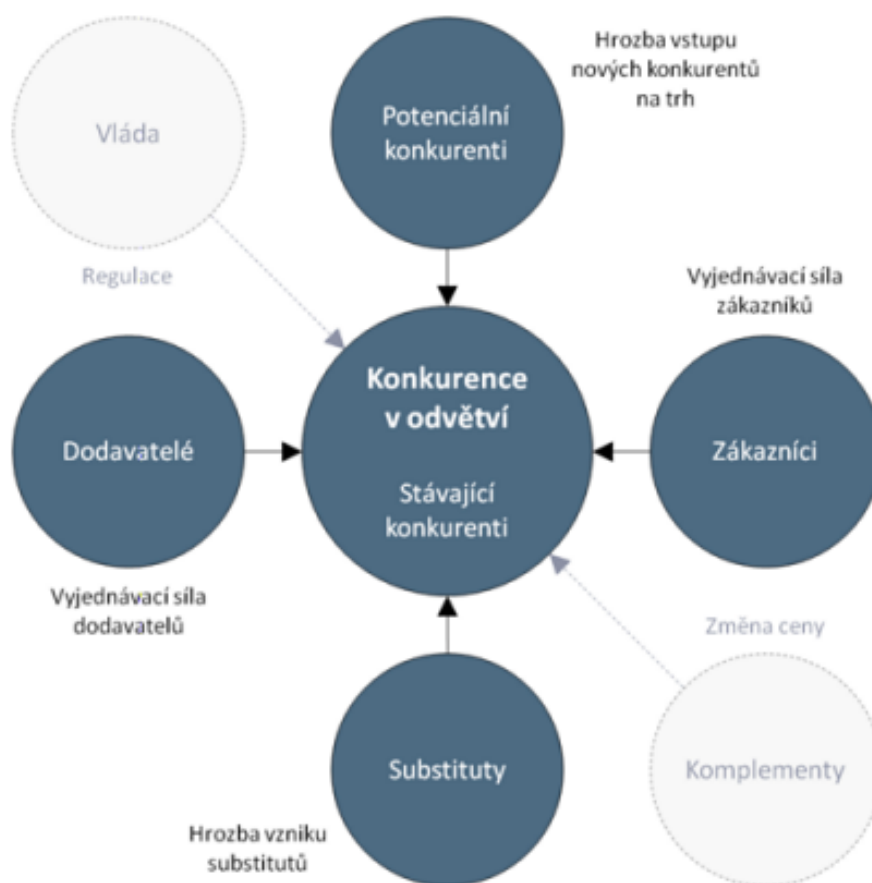 Hrozba vstupu
nových konkurentů
na trh
Vláda
Potenciální
konkurenti
Regulace
Vyjednávací síla
zákazníků
Konkurence
v odvětví
Dodavatelé
Zákazníci
Stávající
konkurenti
Vyjednávací síla
dodavatelů
Změna ceny
Substituty
Komplementy
Hrozba vzniku
substitutů